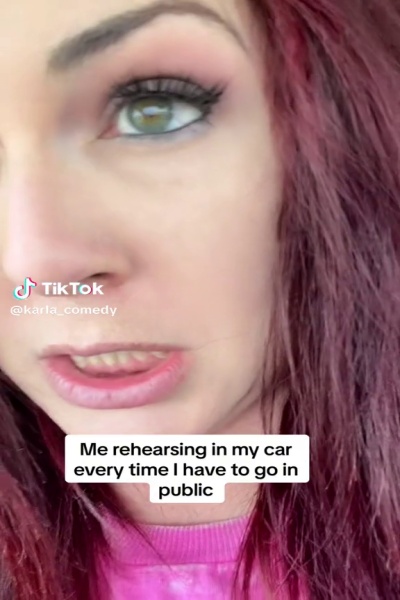 TikTok
@karla_comedy
Me rehearsing in my car
every time I have to go in
public